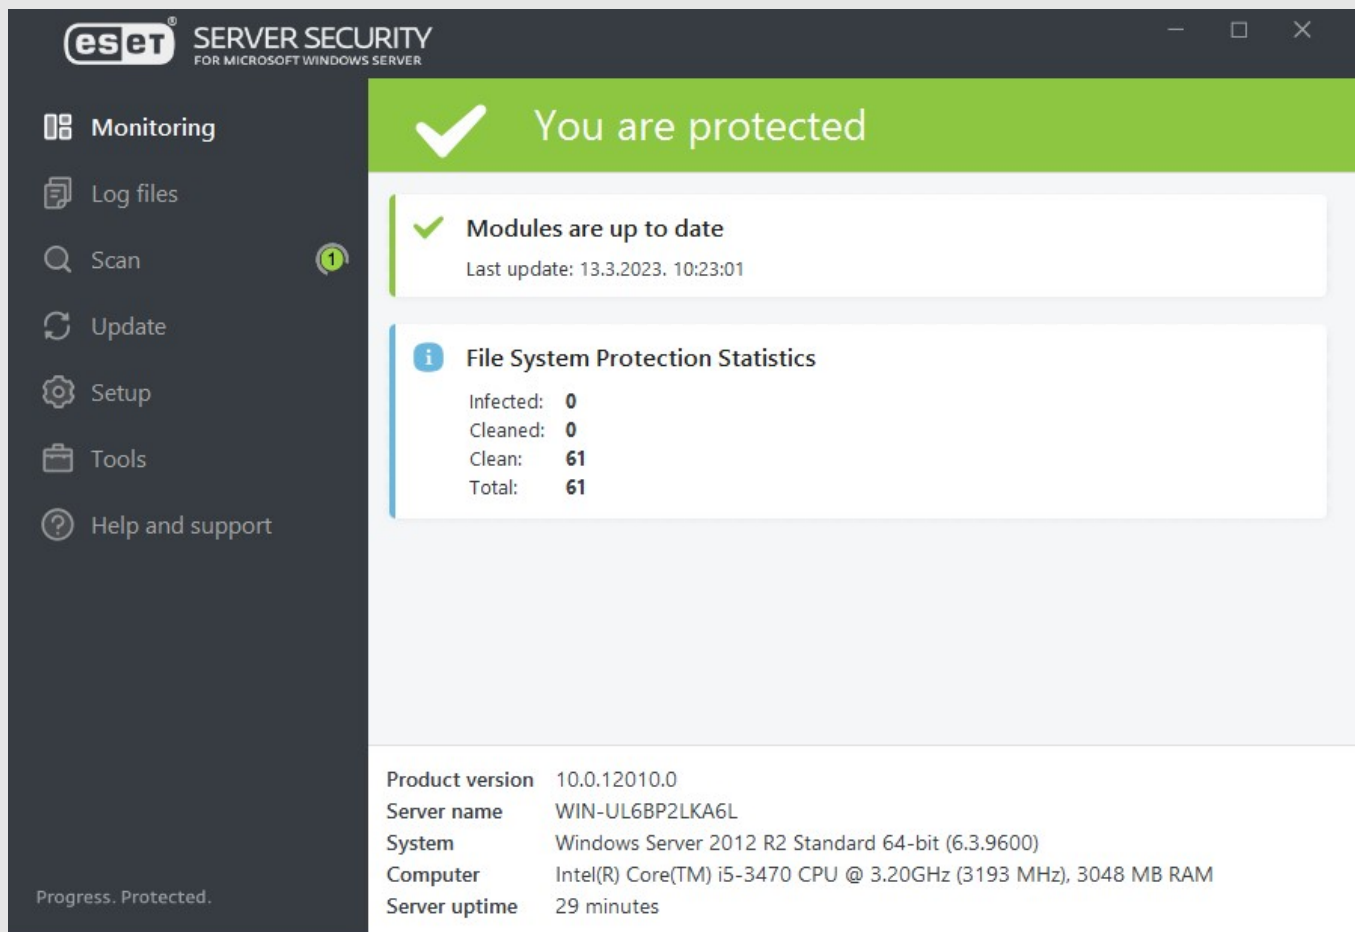 eset® SERVER SECURITY
FOR MICROSOFT WINDOWS SERVER
Monitoring
Log files
Scan 1
Update
Setup
Tools
Help and support
Progress. Protected.
You are protected
Modules are up to date
Last update: 13.3.2023. 10:23:01
i File System Protection Statistics
Infected: 0
Cleaned: 0
Clean: 61
Total: 61
Product version 10.0.12010.0
Server name WIN-UL6BP2LKA6L
System Windows Server 2012 R2 Standard 64-bit (6.3.9600)
Computer Intel(R) Core(TM) i5-3470 CPU @ 3.20GHz (3193 MHz), 3048 MB RAM
Server uptime 29 minutes